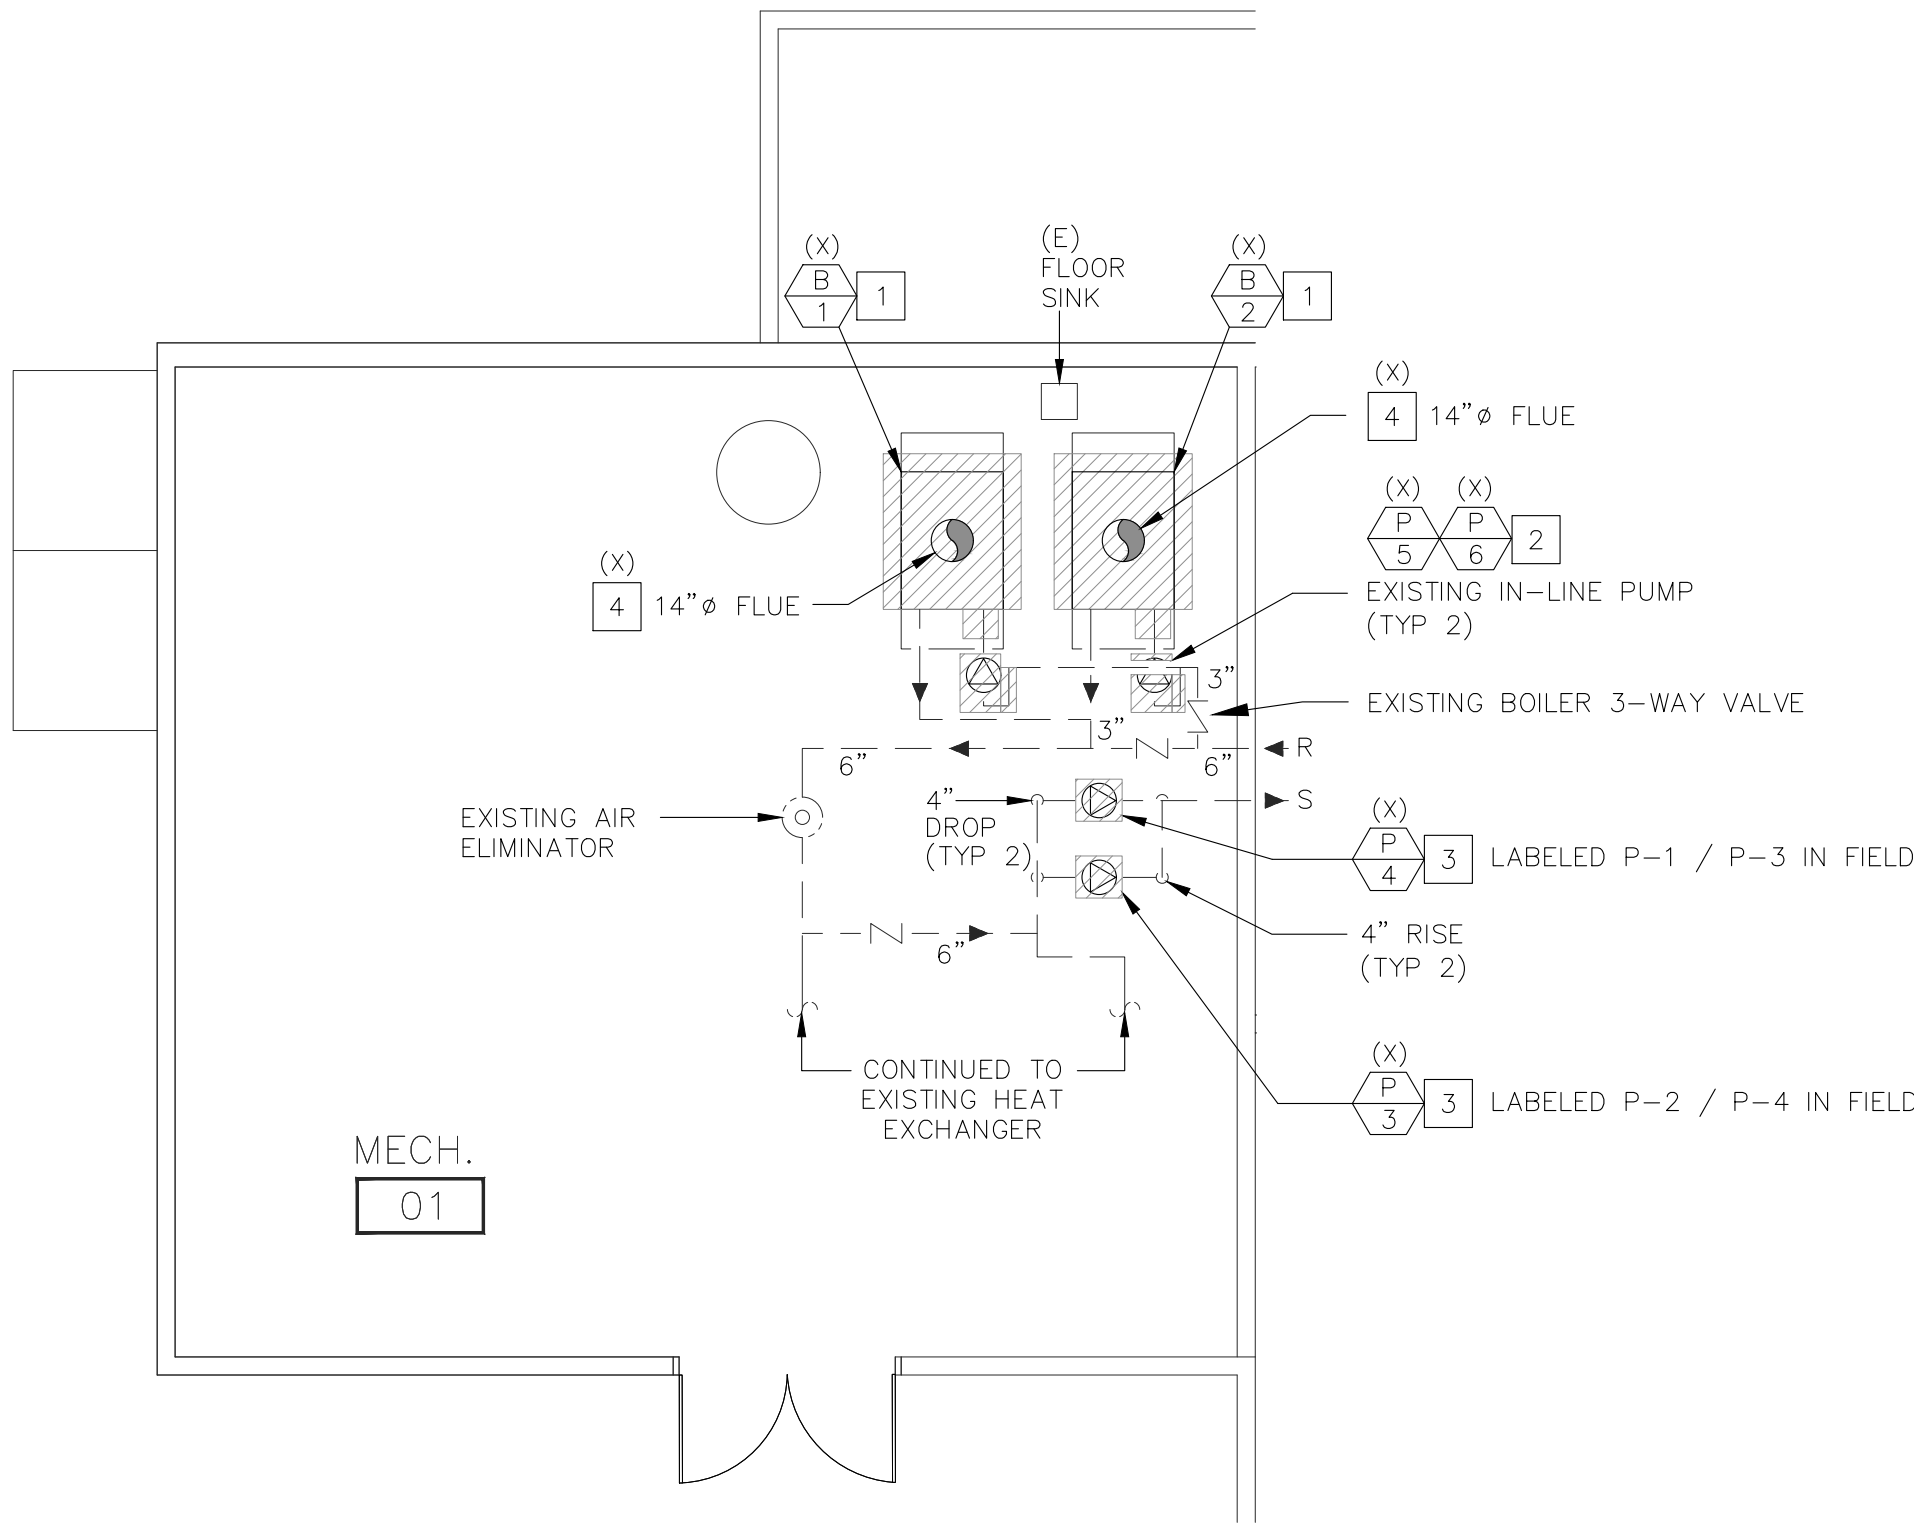 (X)
B
1
1
(E)
FLOOR
SINK
(X)
B
2
1
(X)
4 14”ø FLUE
(X) (X)
P P
5 6
2
EXISTING IN-LINE PUMP
(TYP 2)
(X)
4 14”ø FLUE
3”
EXISTING BOILER 3-WAY VALVE
3”
6”
6”
R
S
EXISTING AIR
ELIMINATOR
4”
DROP
(TYP 2)
(X)
P
4
3 LABELED P-1 / P-3 IN FIELD
4” RISE
(TYP 2)
6”
CONTINUED TO
EXISTING HEAT
EXCHANGER
(X)
P
3
3 LABELED P-2 / P-4 IN FIELD
MECH.
01